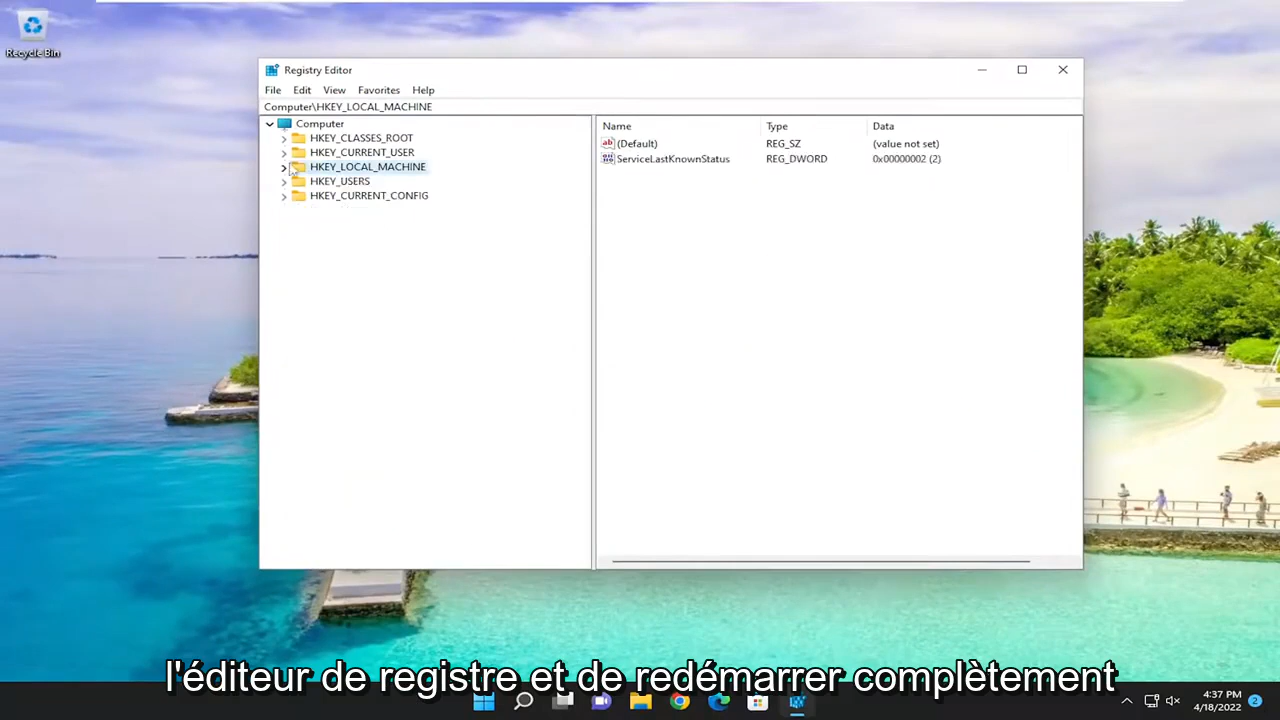 Recycle Bin
Registry Editor
File Edit View Favorites Help
Computer\HKEY_LOCAL_MACHINE
Computer
HKEY_CLASSES_ROOT
HKEY_CURRENT_USER
HKEY_LOCAL_MACHINE
HKEY_USERS
HKEY_CURRENT_CONFIG
Name Type Data
ab (Default) REG_SZ (value not set)
ServiceLastKnownStatus REG_DWORD 0x00000002 (2)
l'éditeur de registre et de redémarrer complètement
4:37 PM
4/18/2022
2